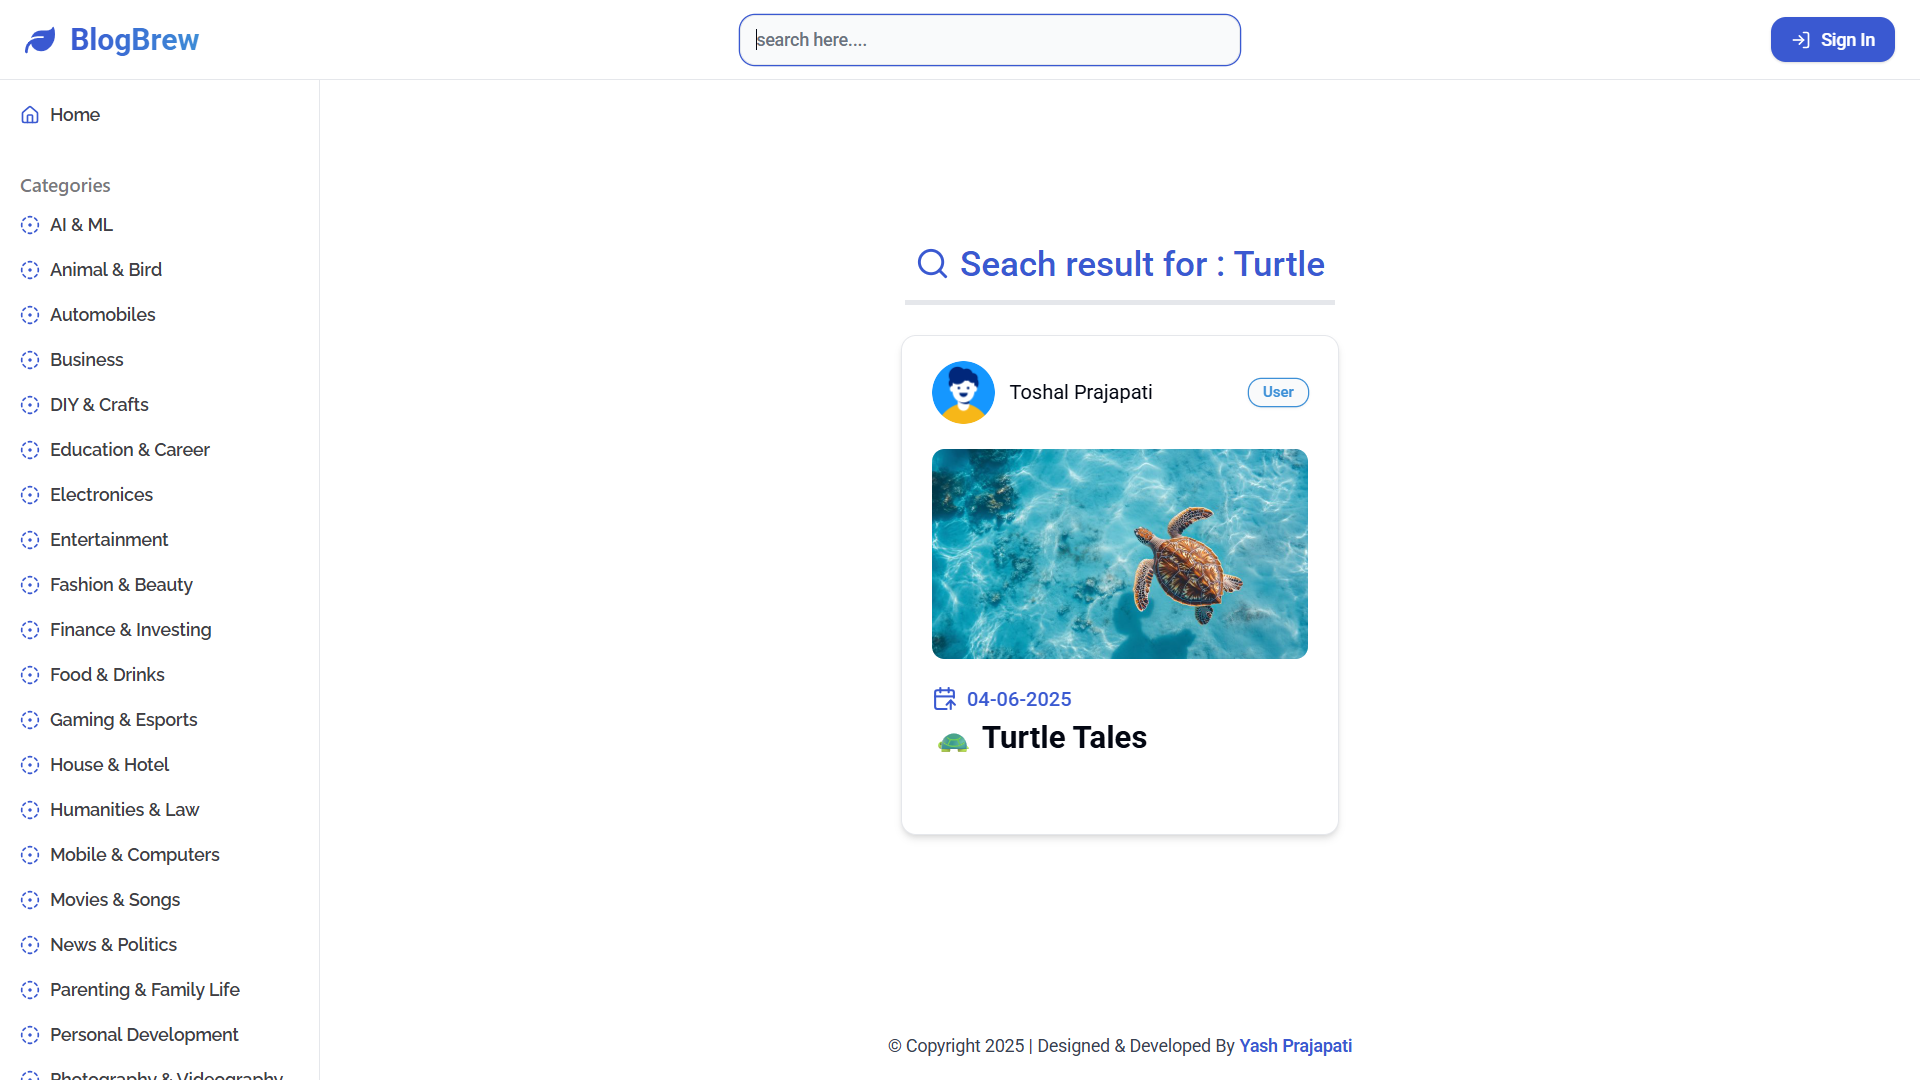 BlogBrew
search here....
Sign In
Home
Categories
AI & ML
Animal & Bird
Automobiles
Business
DIY & Crafts
Education & Career
Electronices
Entertainment
Fashion & Beauty
Finance & Investing
Food & Drinks
Gaming & Esports
House & Hotel
Humanities & Law
Mobile & Computers
Movies & Songs
News & Politics
Parenting & Family Life
Personal Development
Photography & Videography
Seach result for : Turtle
Toshal Prajapati
User
04-06-2025
Turtle Tales
© Copyright 2025 | Designed & Developed By Yash Prajapati